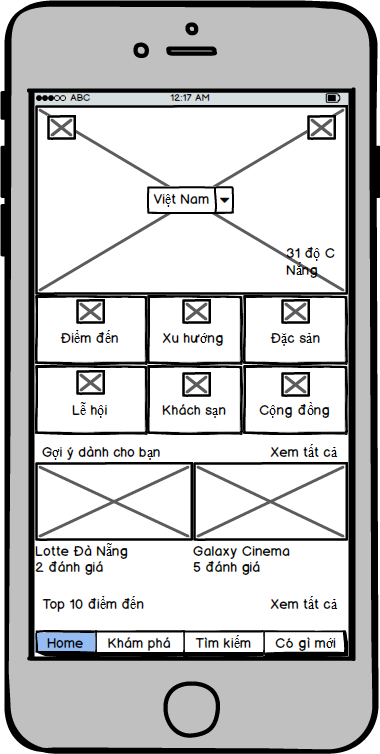 ABC 12:17 AM
Việt Nam
31 độ C
Nắng
Điểm đến Xu hướng Đặc sản
Lễ hội Khách sạn Cộng đồng
Gợi ý dành cho bạn Xem tất cả
Lotte Đà Nẵng Galaxy Cinema
2 đánh giá 5 đánh giá
Top 10 điểm đến Xem tất cả
Home Khám phá Tìm kiếm Có gì mới